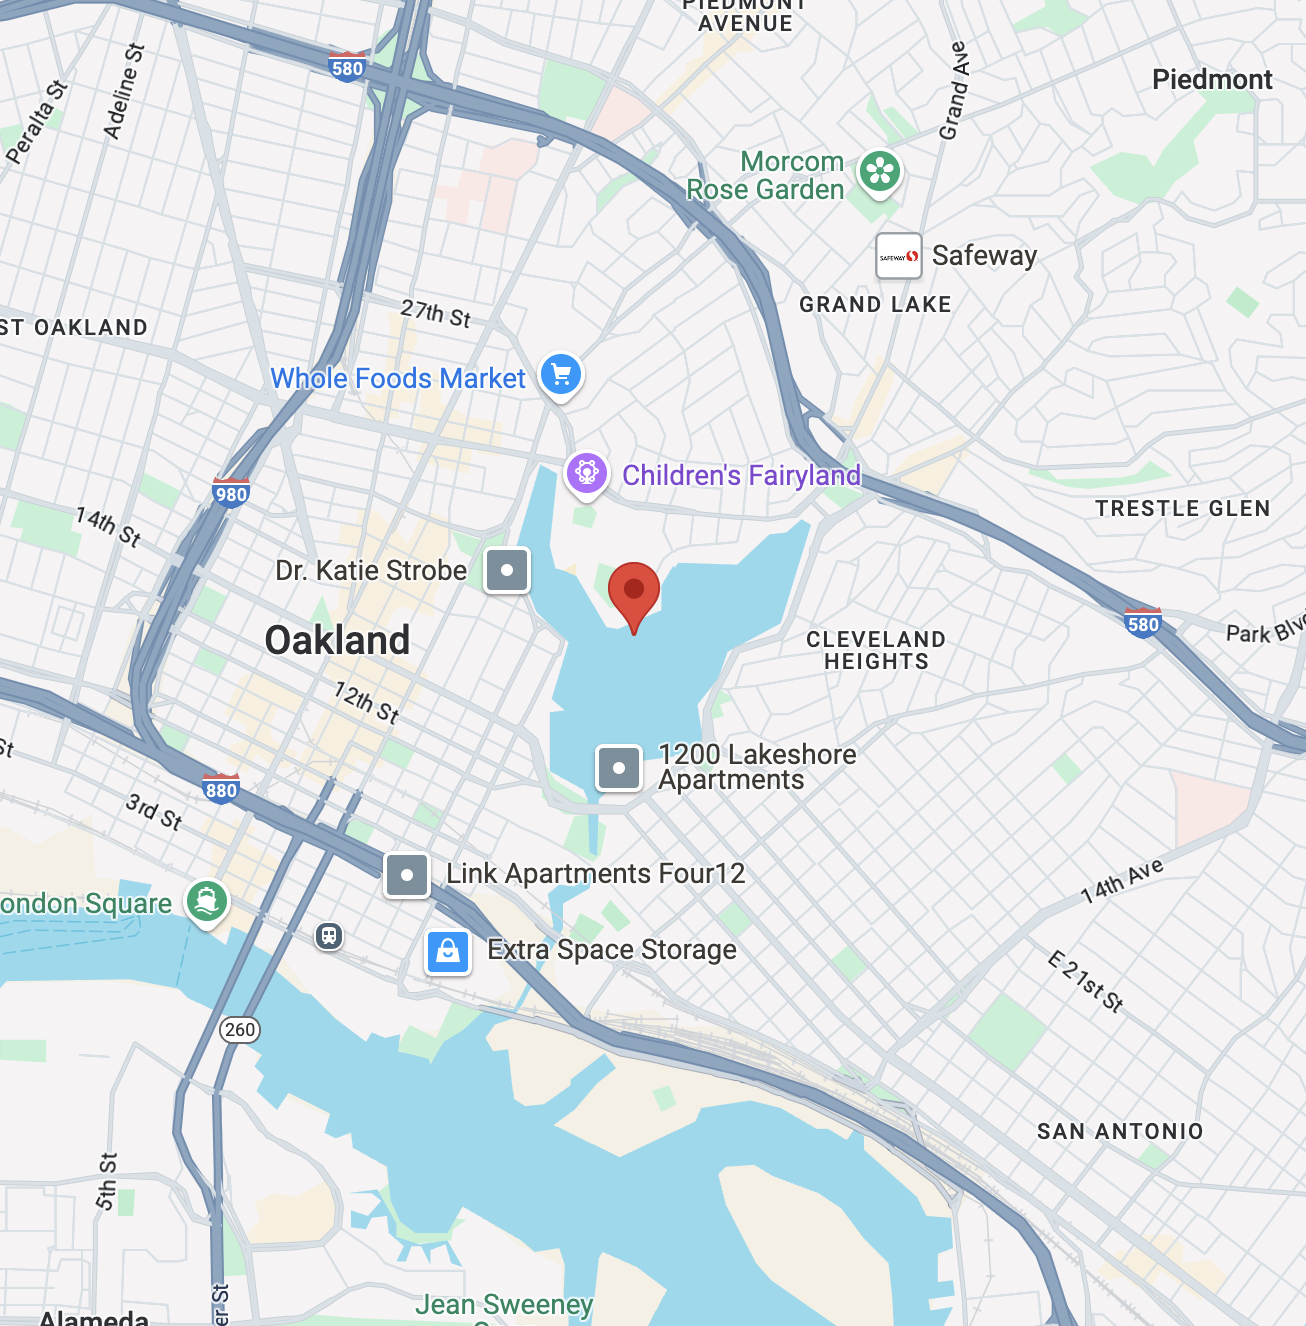 PIEDMONT
AVENUE
580
Adeline St
Peralta St
Grand Ave
Piedmont
Morcom
Rose Garden
SAFEWAY
Safeway
GRAND LAKE
27th St
ST OAKLAND
Whole Foods Market
Children's Fairyland
980
14th St
TRESTLE GLEN
Dr. Katie Strobe
Oakland
CLEVELAND
HEIGHTS
580
Park Blv
12th St
St
1200 Lakeshore
Apartments
880
3rd St
Link Apartments Four12
14th Ave
ondon Square
Extra Space Storage
E 21st St
260
SAN ANTONIO
5th St
er St
Jean Sweeney
Alameda